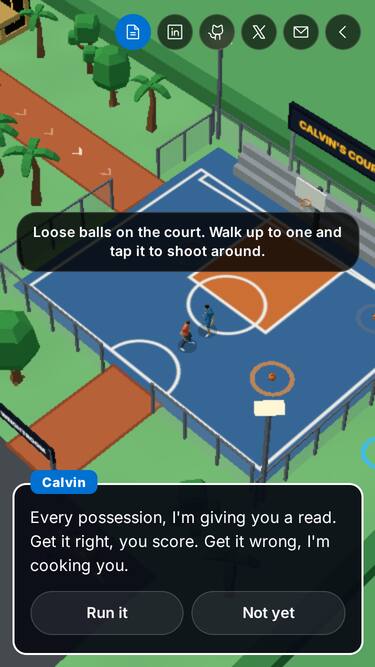 in
CALVIN'S COU
Loose balls on the court. Walk up to one and
tap it to shoot around.
Calvin
Every possession, I'm giving you a read.
Get it right, you score. Get it wrong, I'm
cooking you.
Run it
Not yet